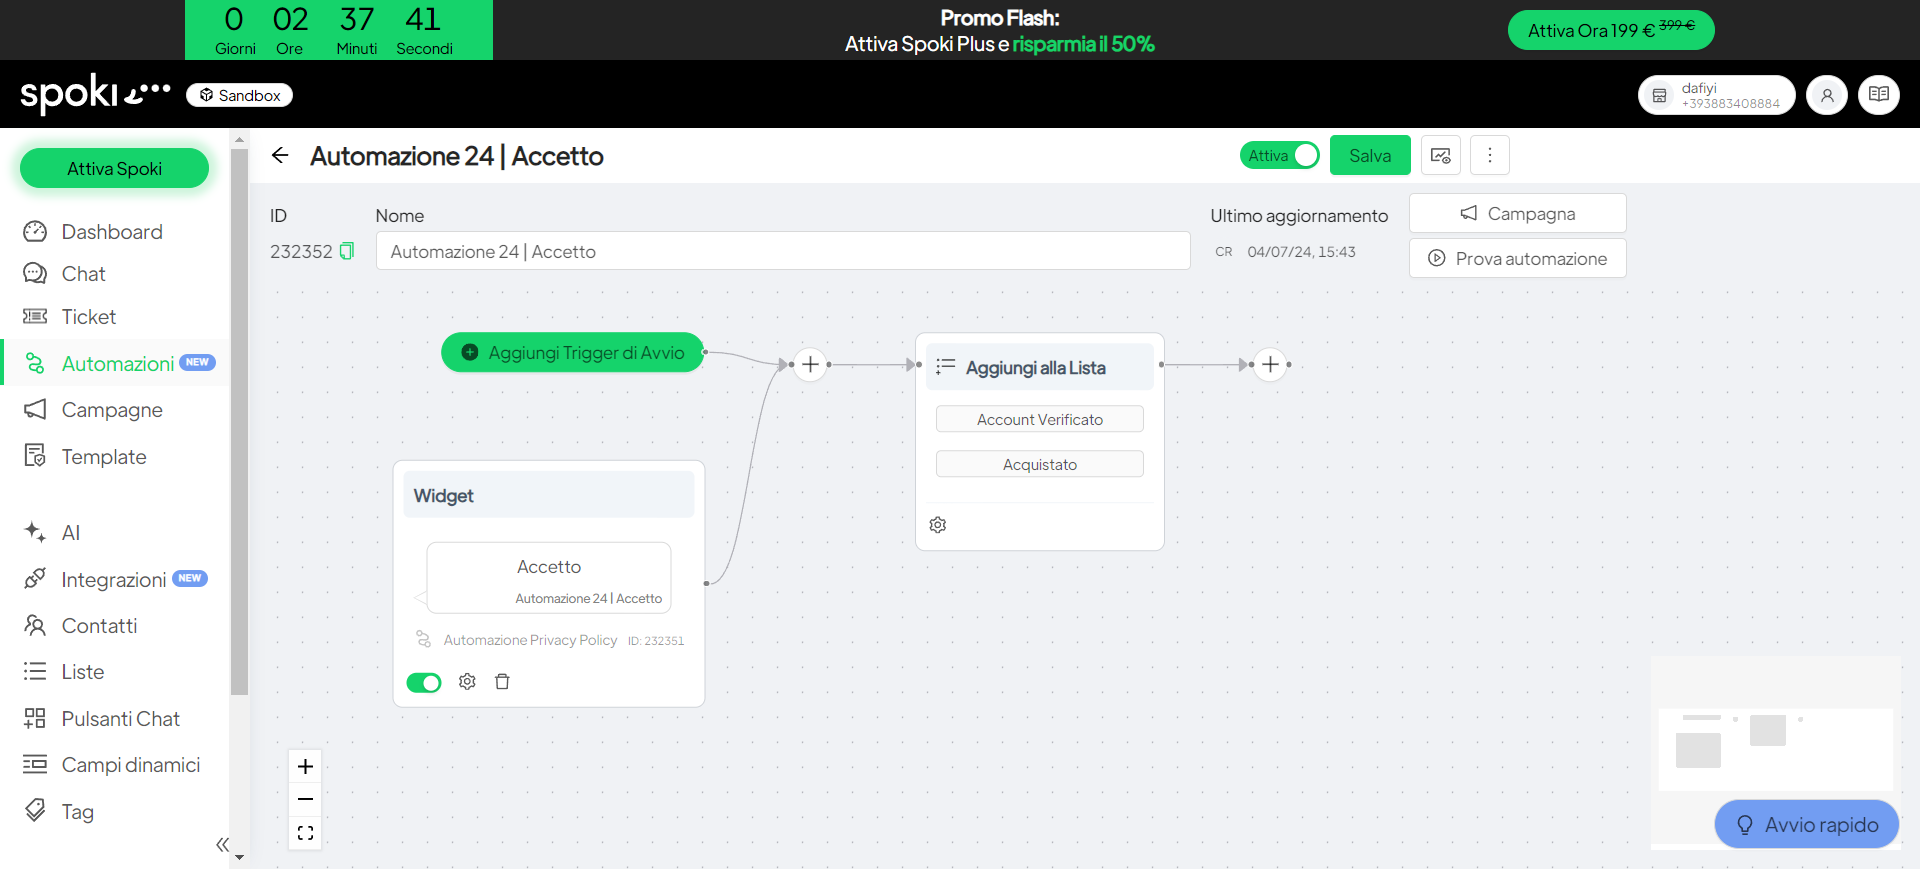 0 02 37 41
Giorni Ore Minuti Secondi
Promo Flash:
Attiva Spoki Plus e risparmia il 50%
Attiva Ora 199 € 399 €
spoki
Sandbox
dafiyi
+393883408884
Attiva Spoki
Dashboard
Chat
Ticket
Automazioni NEW
Campagne
Template
AI
Integrazioni NEW
Contatti
Liste
Pulsanti Chat
Campi dinamici
Tag
Automazione 24 | Accetto
Attiva
Salva
ID
232352
Nome
Automazione 24 | Accetto
Ultimo aggiornamento
CR 04/07/24, 15:43
Campagna
Prova automazione
Aggiungi Trigger di Avvio
Widget
Accetto
Automazione 24 | Accetto
Automazione Privacy Policy ID: 232351
Aggiungi alla Lista
Account Verificato
Acquistato
Avvio rapido